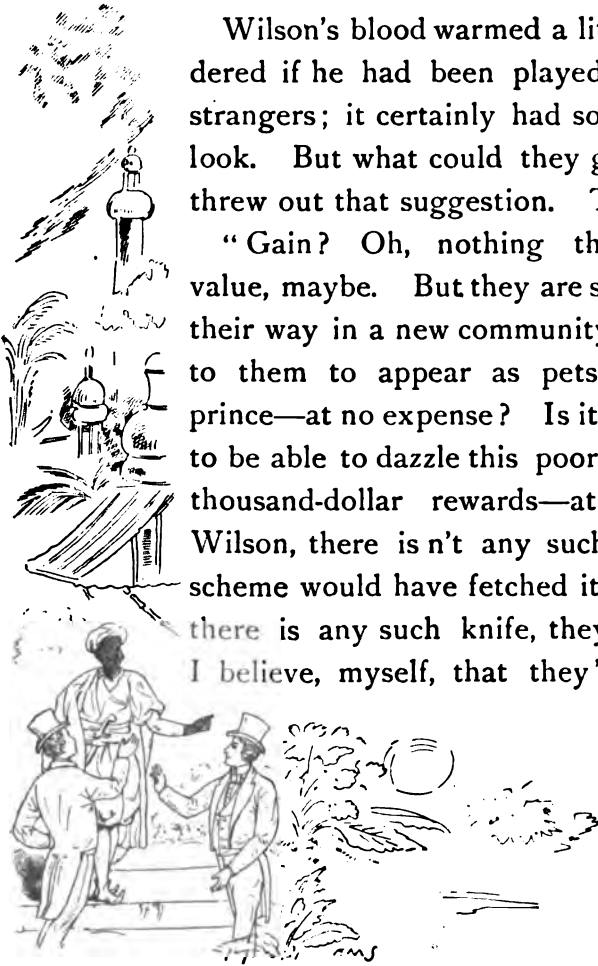 Wilson's blood warmed a
dered if he had been played
strangers; it certainly had
look. But what could they
threw out that suggestion.
"Gain? Oh, nothing
value, maybe. But they are
their way in a new community
to them to appear as pets
prince—at no expense? Is it
to be able to dazzle this poor
thousand-dollar rewards—at
Wilson, there is n't any such
scheme would have fetched it
there is any such knife, they
I believe, myself, that they'